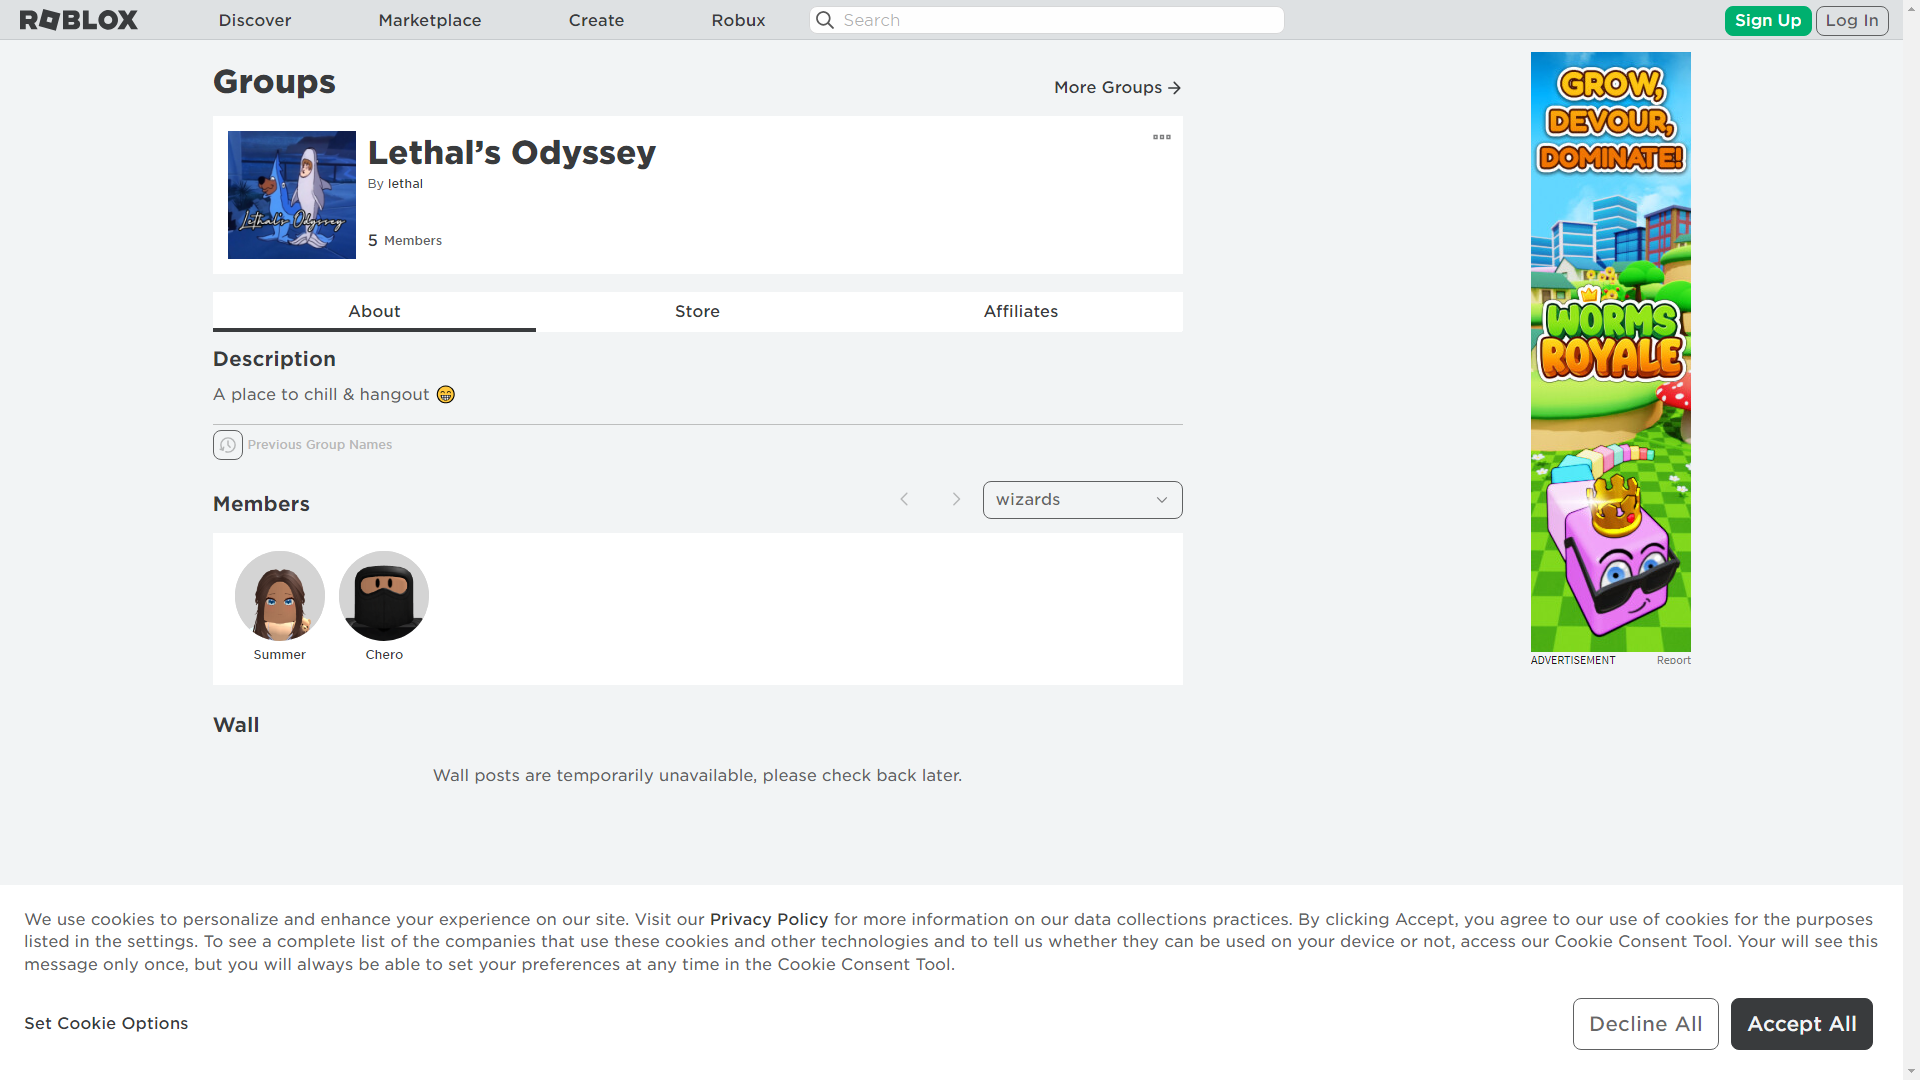 ROBLOX
Discover
Marketplace
Create
Robux
Search
Sign Up
Log In
Groups
More Groups
Lethal's Odyssey
Lethal’s Odyssey
By lethal
5 Members
About
Store
Affiliates
Description
A place to chill & hangout 😁
Previous Group Names
Members
wizards
Summer
Chero
Wall
Wall posts are temporarily unavailable, please check back later.
GROW,
DEVOUR,
DOMINATE!
WORMS
ROYALE
ADVERTISEMENT
Report
We use cookies to personalize and enhance your experience on our site. Visit our Privacy Policy for more information on our data collections practices. By clicking Accept, you agree to our use of cookies for the purposes
listed in the settings. To see a complete list of the companies that use these cookies and other technologies and to tell us whether they can be used on your device or not, access our Cookie Consent Tool. Your will see this
message only once, but you will always be able to set your preferences at any time in the Cookie Consent Tool.
Set Cookie Options
Decline All
Accept All